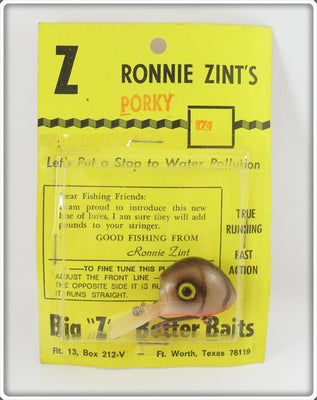 Z
RONNIE ZINT'S
PORKY
Let's Put a Stop to Water Pollution
Dear Fishing Friends:
I am proud to introduce this new
line of lures, I am sure they will add
pounds to your stringer.
GOOD FISHING FROM
Ronnie Zint
TRUE
RUNNING
FAST
ACTION
—TO FINE TUNE THIS
ADJUST THE FRONT LINE
THE OPPOSITE SIDE IT IS
IT RUNS STRAIGHT.
Big "Z" Better Baits
Rt. 13, Box 212-V — Ft. Worth, Texas 76119